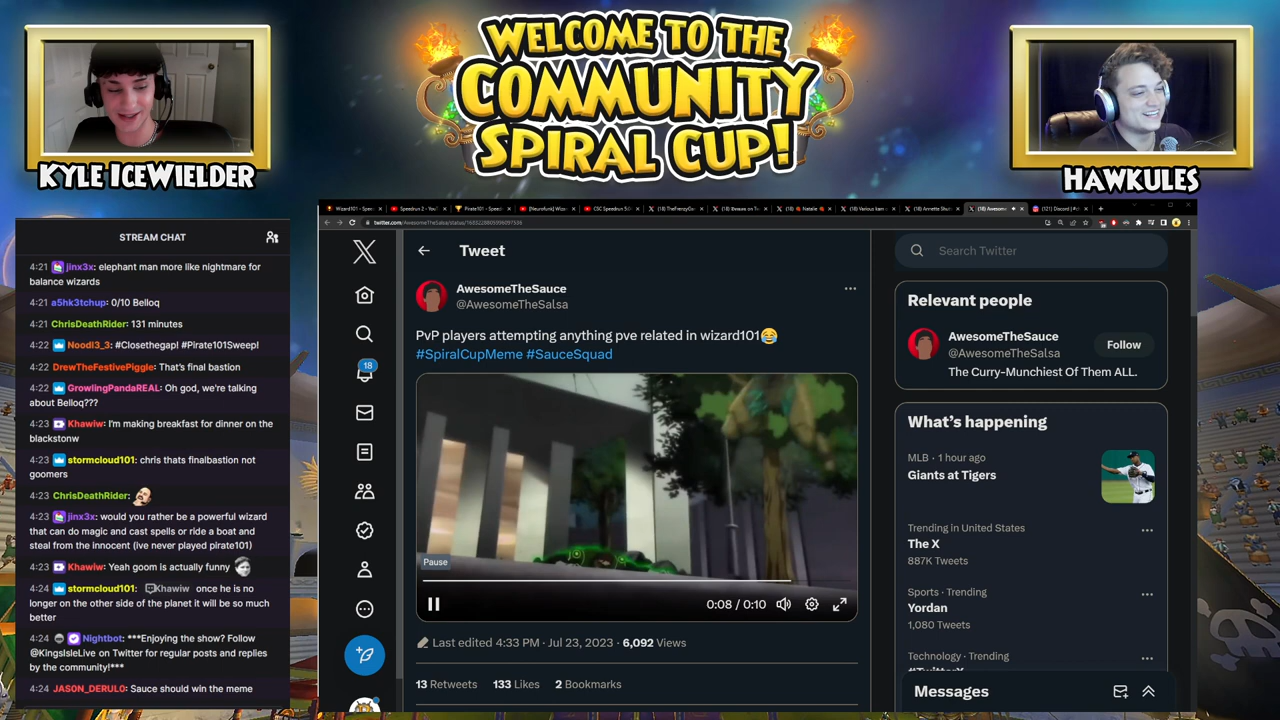 WELCOME TO THE
COMMUNITY
SPIRAL CUP!
KYLE ICEWIELDER
HAWKULES
STREAM CHAT
4:21 jinx3x: elephant man more like nightmare for
balance wizards
4:21 a5hk3tchup: 0/10 Belloq
4:21 ChrisDeathRider: 131 minutes
4:22 Noodl3_3: #Closethegap! #Pirate101Sweep!
4:22 DrewTheFestivePiggle: That's final bastion
4:22 GrowlingPandaREAL: Oh god, we're talking
about Belloq???
4:23 Khawiw: I'm making breakfast for dinner on the
blackstonw
4:23 stormcloud101: chris thats finalbastion not
goomers
4:23 ChrisDeathRider:
4:23 jinx3x: would you rather be a powerful wizard
that can do magic and cast spells or ride a boat and
steal from the innocent (ive never played pirate101)
4:23 Khawiw: Yeah goom is actually funny
4:24 stormcloud101: Khawiw once he is no
longer on the other side of the planet it will be so much
better
4:24 Nightbot: ***Enjoying the show? Follow
@KingsIsleLive on Twitter for regular posts and replies
by the community!***
4:24 JASON_DERUL0: Sauce should win the meme
Tweet
AwesomeTheSauce
@AwesomeTheSalsa
PvP players attempting anything pve related in wizard101😂
#SpiralCupMeme #SauceSquad
18
Pause
0:08 / 0:10
Last edited 4:33 PM · Jul 23, 2023 · 6,092 Views
13 Retweets 133 Likes 2 Bookmarks
Search Twitter
Relevant people
AwesomeTheSauce
@AwesomeTheSalsa
Follow
The Curry-Munchiest Of Them ALL.
What's happening
MLB · 1 hour ago
Giants at Tigers
Trending in United States
The X
887K Tweets
Sports · Trending
Yordan
1,080 Tweets
Technology · Trending
Messages